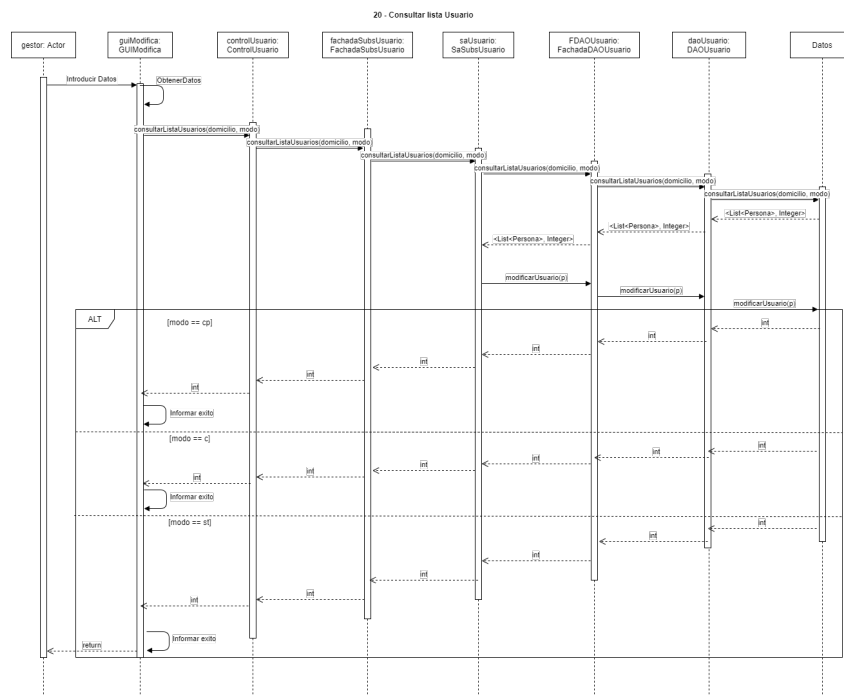 20 - Consultar lista Usuario
gestor: Actor
guiModifica:
GUIModifica
controlUsuario:
ControlUsuario
fachadaSubsUsuario:
FachadaSubsUsuario
saUsuario:
SaSubsUsuario
FDAOUsuario:
FachadaDAOUsuario
daoUsuario:
DAOUsuario
Datos
Introducir Datos
ObtenerDatos
consultarListaUsuarios(domicilio, modo)
consultarListaUsuarios(domicilio, modo)
consultarListaUsuarios(domicilio, modo)
consultarListaUsuarios(domicilio, modo)
consultarListaUsuarios(domicilio, modo)
consultarListaUsuarios(domicilio, modo)
<List<Persona>, Integer>
<List<Persona>, Integer>
<List<Persona>, Integer>
modificarUsuario(p)
modificarUsuario(p)
modificarUsuario(p)
ALT
[modo == cp]
int
int
int
int
int
int
Informar exito
[modo == c]
int
int
int
int
int
int
Informar exito
[modo == st]
int
int
int
int
int
int
Informar exito
return